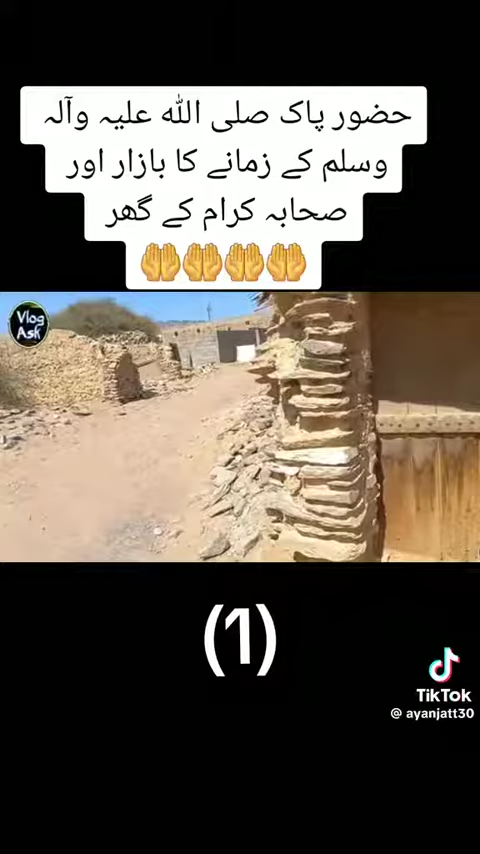 حضور پاک صلی اللہ علیہ وآلہ
وسلم کے زمانے کا بازار اور
صحابہ کرام کے گھر
🤲🤲🤲🤲
Vlog
Ask
(1)
TikTok
@ ayanjatt30